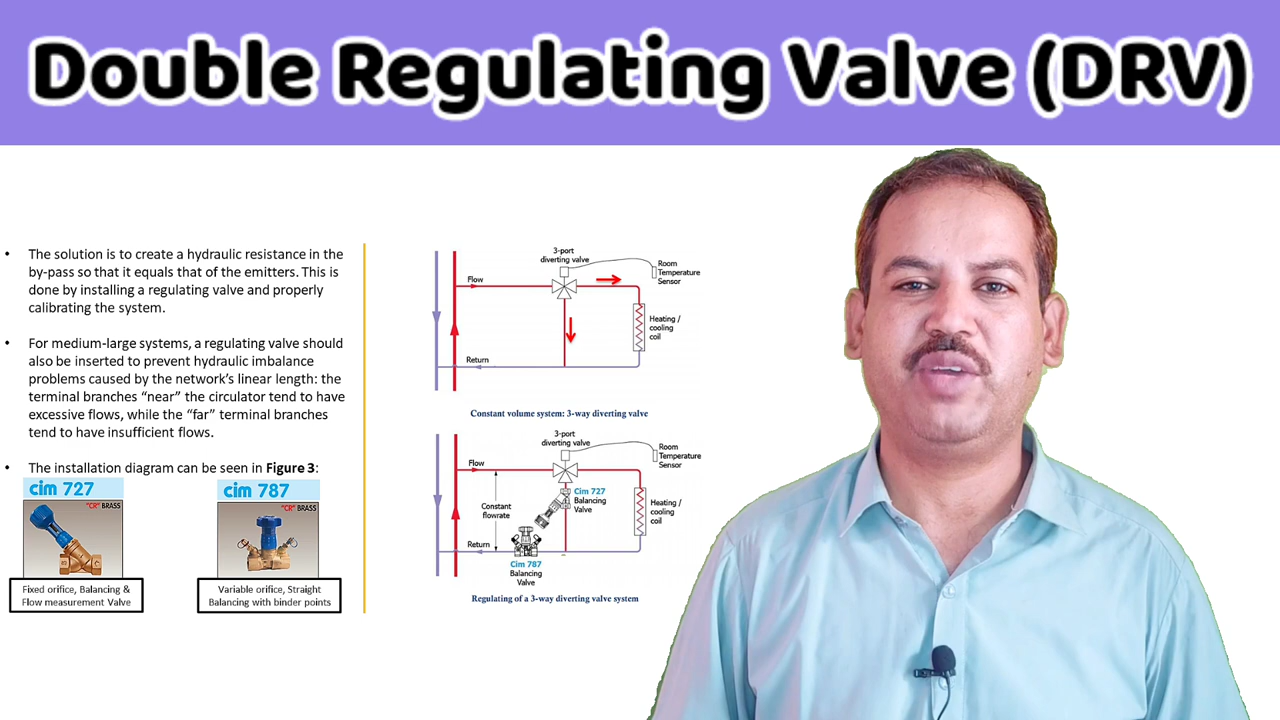 Double Regulating Valve (DRV)
• The solution is to create a hydraulic resistance in the
by-pass so that it equals that of the emitters. This is
done by installing a regulating valve and properly
calibrating the system.
• For medium-large systems, a regulating valve should
also be inserted to prevent hydraulic imbalance
problems caused by the network's linear length: the
terminal branches “near” the circulator tend to have
excessive flows, while the “far” terminal branches
tend to have insufficient flows.
• The installation diagram can be seen in Figure 3:
cim 727
"CR" BRASS
Fixed orifice, Balancing &
Flow measurement Valve
cim 787
"CR" BRASS
Variable orifice, Straight
Balancing with binder points
3-port
diverting valve
Room
Temperature
Sensor
Flow
Heating /
cooling
coil
Return
Constant volume system: 3-way diverting valve
3-port
diverting valve
Room
Temperature
Sensor
Flow
Cim 727
Balancing
Valve
Constant
flowrate
Heating /
cooling
coil
Return
Cim 787
Balancing
Valve
Regulating of a 3-way diverting valve system